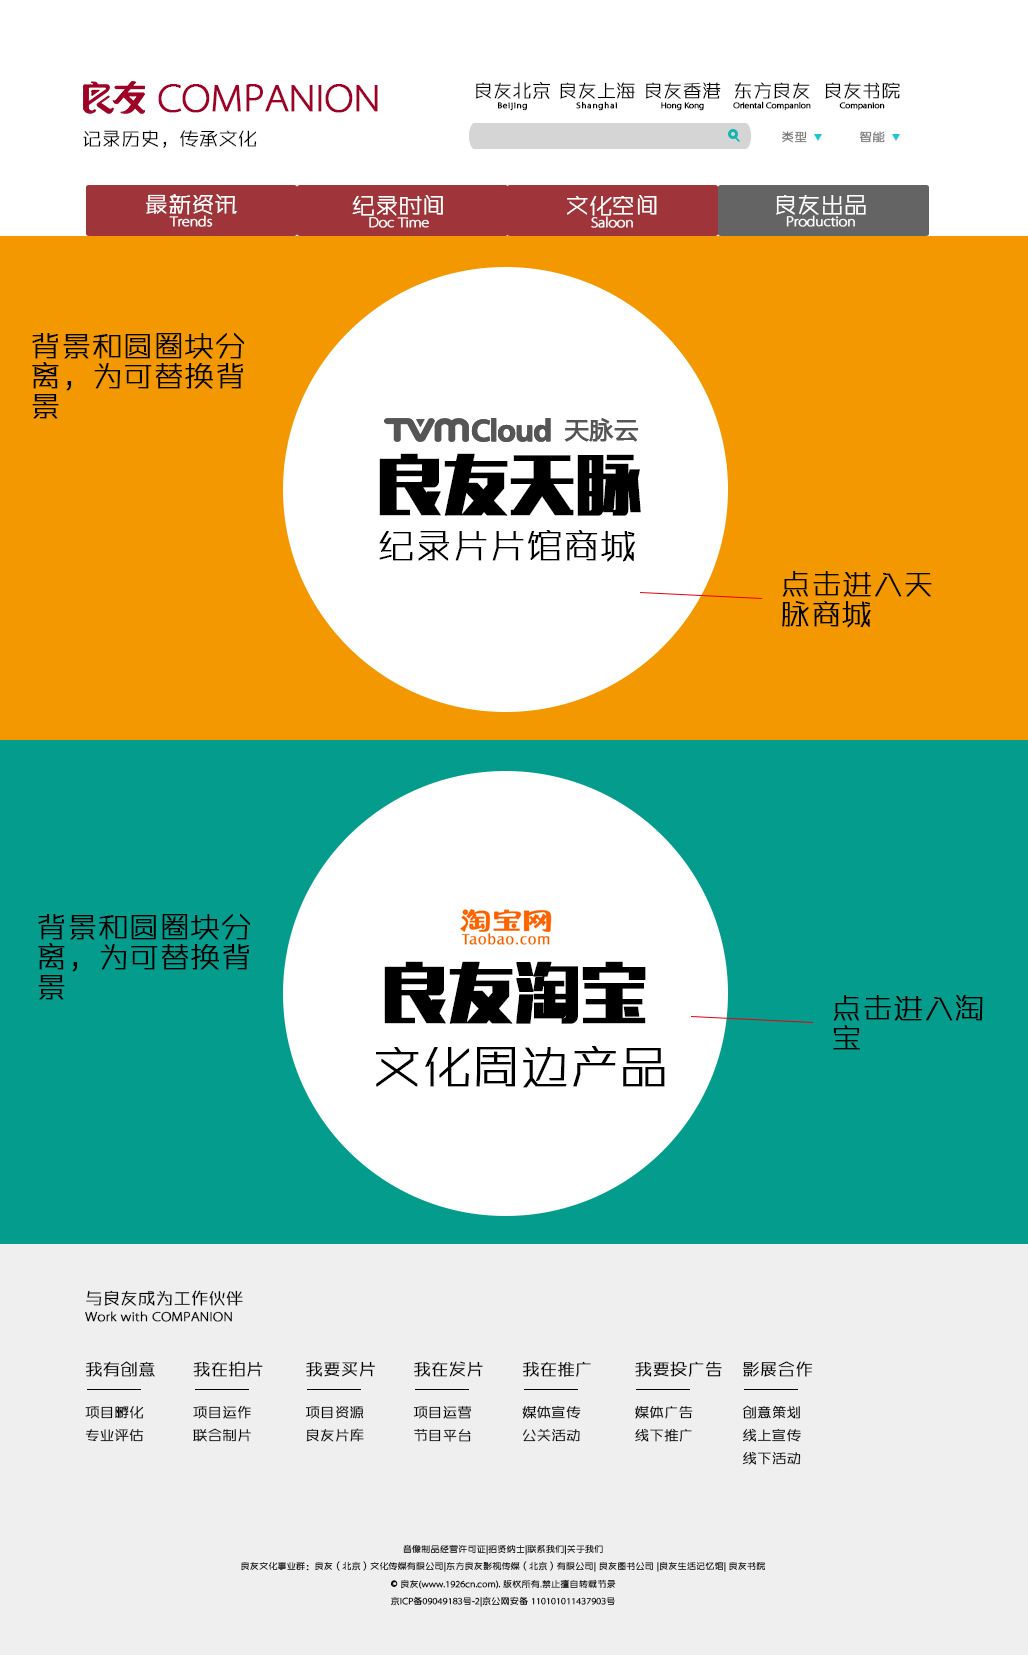 良友 COMPANION
记录历史，传承文化
良友北京 良友上海 良友香港 东方良友 良友书院
Beijing Shanghai Hong Kong Oriental Companion Companion
类型 智能
最新资讯 纪录时间 文化空间 良友出品
Trends Doc Time Saloon Production
背景和圆圈块分
离，为可替换背
景
TVMCloud 天脉云
良友天脉
纪录片片馆商城
点击进入天
脉商城
淘宝网
Taobao.com
背景和圆圈块分
离，为可替换背
景
良友淘宝
文化周边产品
点击进入淘
宝
与良友成为工作伙伴
Work with COMPANION
我有创意 我在拍片 我要买片 我在发片 我在推广 我要投广告 影展合作
项目孵化 项目运作 项目资源 项目运营 媒体宣传 媒体广告 创意策划
专业评估 联合制片 良友片库 节目平台 公关活动 线下推广 线上宣传
线下活动
音像制品经营许可证|招贤纳士|联系我们|关于我们
良友文化事业群：良友（北京）文化传媒有限公司|东方良友影视传媒（北京）有限公司| 良友图书公司 |良友生活记忆馆| 良友书院
© 良友(www.1926cn.com). 版权所有.禁止擅自转载节录
京ICP备09049183号-2|京公网安备 110101011437903号